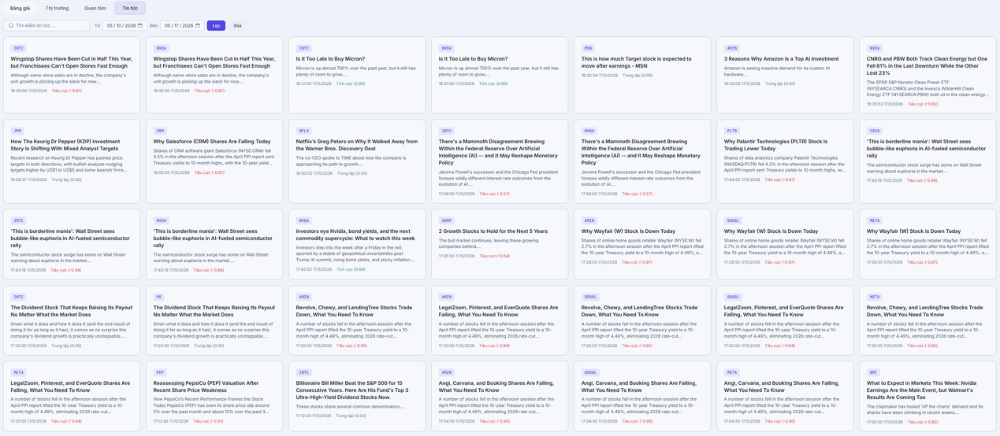 Bảng giá
Thị trường
Quan tâm
Tin tức
Tìm kiếm tin tức ...
Từ
05 / 10 / 2026
Đến
05 / 17 / 2026
Lọc
Xóa
INTC
Wingstop Shares Have Been Cut in Half This Year,
but Franchisees Can't Open Stores Fast Enough
Although same-store sales are in decline, the company's
unit growth is picking up the slack for now....
18:35:00 17/5/2026 Tiêu cực (-0.97)
NVDA
Wingstop Shares Have Been Cut in Half This Year,
but Franchisees Can't Open Stores Fast Enough
Although same-store sales are in decline, the company's
unit growth is picking up the slack for now....
18:35:00 17/5/2026 Tiêu cực (-0.97)
INTC
Is It Too Late to Buy Micron?
Micron is up almost 700% over the past year, but it still has
plenty of room to grow....
18:31:00 17/5/2026 Tích cực (0.90)
NVDA
Is It Too Late to Buy Micron?
Micron is up almost 700% over the past year, but it still has
plenty of room to grow....
18:31:00 17/5/2026 Tích cực (0.90)
MSN
This is how much Target stock is expected to
move after earnings - MSN
18:30:34 17/5/2026 Trung lập (0.00)
AMZN
3 Reasons Why Amazon Is a Top AI Investment
Amazon is seeing massive demand for its custom AI
hardware....
18:25:00 17/5/2026 Trung lập (0.00)
NVDA
CNRG and PBW Both Track Clean Energy but One
Fell 61% in the Last Downturn While the Other
Lost 23%
The SPDR S&P Kensho Clean Power ETF
(NYSEARCA:CNRG) and the Invesco WilderHill Clean
Energy ETF (NYSEARCA:PBW) both sit in the clean energy...
18:20:53 17/5/2026 Tiêu cực (-0.62)
JPM
How The Keurig Dr Pepper (KDP) Investment
Story Is Shifting With Mixed Analyst Targets
Recent research on Keurig Dr Pepper has pushed price
targets in both directions, with bullish analysts nudging
targets higher by US$1 to US$5 and some bearish firms...
18:09:37 17/5/2026 Trung lập (0.00)
CRM
Why Salesforce (CRM) Shares Are Falling Today
Shares of CRM software giant Salesforce (NYSE:CRM) fell
3.3% in the afternoon session after the April PPI report sent
Treasury yields to 10-month highs, with the 10-year yield...
18:00:55 17/5/2026 Tiêu cực (-0.97)
NFLX
Netflix's Greg Peters on Why It Walked Away from
the Warner Bros. Discovery Deal
The co-CEO spoke to TIME about how the company is
approaching its path to growth...
18:00:02 17/5/2026 Trung lập (0.00)
INTC
There's a Mammoth Disagreement Brewing
Within the Federal Reserve Over Artificial
Intelligence (AI) -- and It May Reshape Monetary
Policy
Jerome Powell's successor and the Chicago Fed president
foresee wildly different interest rate outcomes from the
evolution of AI....
17:56:00 17/5/2026 Tiêu cực (-0.57)
NVDA
There's a Mammoth Disagreement Brewing
Within the Federal Reserve Over Artificial
Intelligence (AI) -- and It May Reshape Monetary
Policy
Jerome Powell's successor and the Chicago Fed president
foresee wildly different interest rate outcomes from the
evolution of AI....
17:56:00 17/5/2026 Tiêu cực (-0.57)
PLTR
Why Palantir Technologies (PLTR) Stock Is
Trading Lower Today
Shares of data analytics company Palantir Technologies
(NASDAQ:PLTR) fell 4.2% in the afternoon session after the
April PPI report sent Treasury yields to 10-month highs, wi...
17:44:55 17/5/2026 Tiêu cực (-0.97)
CSCO
'This is borderline mania': Wall Street sees
bubble-like euphoria in AI-fueled semiconductor
rally
The semiconductor stock surge has some on Wall Street
warning about euphoria in the market....
17:43:18 17/5/2026 Tiêu cực (-0.94)
INTC
'This is borderline mania': Wall Street sees
bubble-like euphoria in AI-fueled semiconductor
rally
The semiconductor stock surge has some on Wall Street
warning about euphoria in the market....
17:43:18 17/5/2026 Tiêu cực (-0.94)
NVDA
'This is borderline mania': Wall Street sees
bubble-like euphoria in AI-fueled semiconductor
rally
The semiconductor stock surge has some on Wall Street
warning about euphoria in the market....
17:43:18 17/5/2026 Tiêu cực (-0.94)
NVDA
Investors eye Nvidia, bond yields, and the next
commodity supercycle: What to watch this week
Investors step into the week after a Friday in the red,
spurred by a stable of geopolitical uncertainties post
Trump-Xi summit, rising bond yields, and sticky inflation....
17:42:55 17/5/2026 Tích cực (0.64)
SHOP
2 Growth Stocks to Hold for the Next 5 Years
The bull market continues, leaving these growing
companies behind....
17:35:00 17/5/2026 Tiêu cực (-0.54)
AMZN
Why Wayfair (W) Stock Is Down Today
Shares of online home goods retailer Wayfair (NYSE:W) fell
2.7% in the afternoon session after the April PPI report lifted
the 10-year Treasury yield to a 10-month high of 4.49%, e...
17:28:55 17/5/2026 Tiêu cực (-0.97)
GOOGL
Why Wayfair (W) Stock Is Down Today
Shares of online home goods retailer Wayfair (NYSE:W) fell
2.7% in the afternoon session after the April PPI report lifted
the 10-year Treasury yield to a 10-month high of 4.49%, e...
17:28:55 17/5/2026 Tiêu cực (-0.97)
META
Why Wayfair (W) Stock Is Down Today
Shares of online home goods retailer Wayfair (NYSE:W) fell
2.7% in the afternoon session after the April PPI report lifted
the 10-year Treasury yield to a 10-month high of 4.49%, e...
17:28:55 17/5/2026 Tiêu cực (-0.97)
INTC
The Dividend Stock That Keeps Raising Its Payout
No Matter What the Market Does
Given what it does and how it does it (and the end result of
doing it for as long as it has), it comes as no surprise this
company's dividend growth is practically unstoppable....
17:25:00 17/5/2026 Trung lập (0.00)
PG
The Dividend Stock That Keeps Raising Its Payout
No Matter What the Market Does
Given what it does and how it does it (and the end result of
doing it for as long as it has), it comes as no surprise this
company's dividend growth is practically unstoppable....
17:25:00 17/5/2026 Trung lập (0.00)
AMZN
Revolve, Chewy, and LendingTree Stocks Trade
Down, What You Need To Know
A number of stocks fell in the afternoon session after the
April PPI report lifted the 10-year Treasury yield to a 10-
month high of 4.49%, eliminating 2026 rate-cut...
17:20:55 17/5/2026 Tiêu cực (-0.95)
AMZN
LegalZoom, Pinterest, and EverQuote Shares Are
Falling, What You Need To Know
A number of stocks fell in the afternoon session after the
April PPI report lifted the 10-year Treasury yield to a 10-
month high of 4.49%, eliminating 2026 rate-cut...
17:20:55 17/5/2026 Tiêu cực (-0.94)
GOOGL
Revolve, Chewy, and LendingTree Stocks Trade
Down, What You Need To Know
A number of stocks fell in the afternoon session after the
April PPI report lifted the 10-year Treasury yield to a 10-
month high of 4.49%, eliminating 2026 rate-cut...
17:20:55 17/5/2026 Tiêu cực (-0.95)
GOOGL
LegalZoom, Pinterest, and EverQuote Shares Are
Falling, What You Need To Know
A number of stocks fell in the afternoon session after the
April PPI report lifted the 10-year Treasury yield to a 10-
month high of 4.49%, eliminating 2026 rate-cut...
17:20:55 17/5/2026 Tiêu cực (-0.94)
META
Revolve, Chewy, and LendingTree Stocks Trade
Down, What You Need To Know
A number of stocks fell in the afternoon session after the
April PPI report lifted the 10-year Treasury yield to a 10-
month high of 4.49%, eliminating 2026 rate-cut...
17:20:55 17/5/2026 Tiêu cực (-0.95)
META
LegalZoom, Pinterest, and EverQuote Shares Are
Falling, What You Need To Know
A number of stocks fell in the afternoon session after the
April PPI report lifted the 10-year Treasury yield to a 10-
month high of 4.49%, eliminating 2026 rate-cut...
17:20:55 17/5/2026 Tiêu cực (-0.94)
PEP
Reassessing PepsiCo (PEP) Valuation After
Recent Share Price Weakness
How PepsiCo's Recent Performance Frames the Stock
Today PepsiCo (PEP) has seen its share price slip around
5% over the past month and about 10% over the past 3...
17:12:45 17/5/2026 Tiêu cực (-0.97)
INTC
Billionaire Bill Miller Beat the S&P 500 for 15
Consecutive Years. Here Are His Fund's Top 3
Ultra-High-Yield Dividend Stocks Now.
These stocks share several common denominators....
17:12:00 17/5/2026 Trung lập (0.00)
AMZN
Angi, Carvana, and Booking Shares Are Falling,
What You Need To Know
A number of stocks fell in the afternoon session after the
April PPI report lifted the 10-year Treasury yield to a 10-
month high of 4.49%, eliminating 2026 rate-cut...
17:04:55 17/5/2026 Tiêu cực (-0.90)
GOOGL
Angi, Carvana, and Booking Shares Are Falling,
What You Need To Know
A number of stocks fell in the afternoon session after the
April PPI report lifted the 10-year Treasury yield to a 10-
month high of 4.49%, eliminating 2026 rate-cut...
17:04:55 17/5/2026 Tiêu cực (-0.90)
META
Angi, Carvana, and Booking Shares Are Falling,
What You Need To Know
A number of stocks fell in the afternoon session after the
April PPI report lifted the 10-year Treasury yield to a 10-
month high of 4.49%, eliminating 2026 rate-cut...
17:04:55 17/5/2026 Tiêu cực (-0.90)
WMT
What to Expect in Markets This Week: Nvidia
Earnings Are the Main Event, but Walmart's
Results Are Coming Too
The chipmaker has touted 'off the charts' demand and its
shares have been climbing in recent weeks....
17:00:00 17/5/2026 Tiêu cực (-0.82)